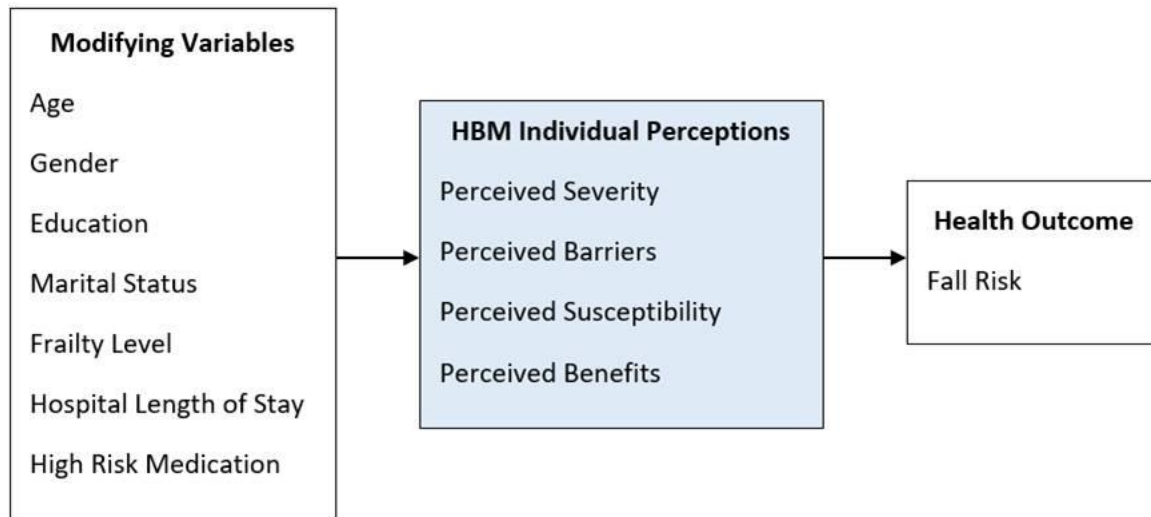 Modifying Variables
Age
Gender
Education
Marital Status
Frailty Level
Hospital Length of Stay
High Risk Medication
HBM Individual Perceptions
Perceived Severity
Perceived Barriers
Perceived Susceptibility
Perceived Benefits
Health Outcome
Fall Risk